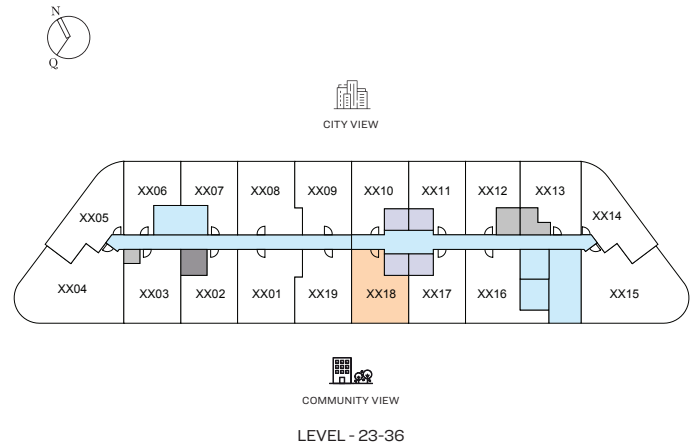 N
Q
CITY VIEW
XX06 XX07 XX08 XX09 XX10 XX11 XX12 XX13
XX05 XX14
XX04 XX03 XX02 XX01 XX19 XX18 XX17 XX16 XX15
COMMUNITY VIEW
LEVEL - 23-36